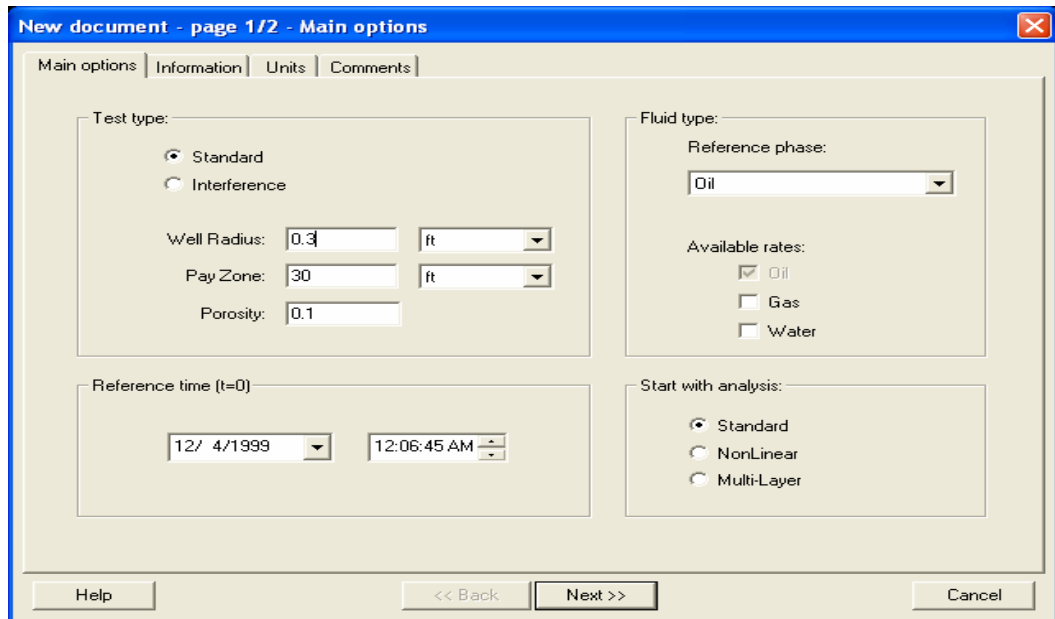 New document - page 1/2 - Main options
Main options Information Units Comments
Test type:
Standard
Interference
Well Radius: 0.3 ft
Pay Zone: 30 ft
Porosity: 0.1
Fluid type:
Reference phase:
Oil
Available rates:
Oil
Gas
Water
Reference time (t=0)
12/ 4/1999 12:06:45 AM
Start with analysis:
Standard
NonLinear
Multi-Layer
Help << Back Next >> Cancel